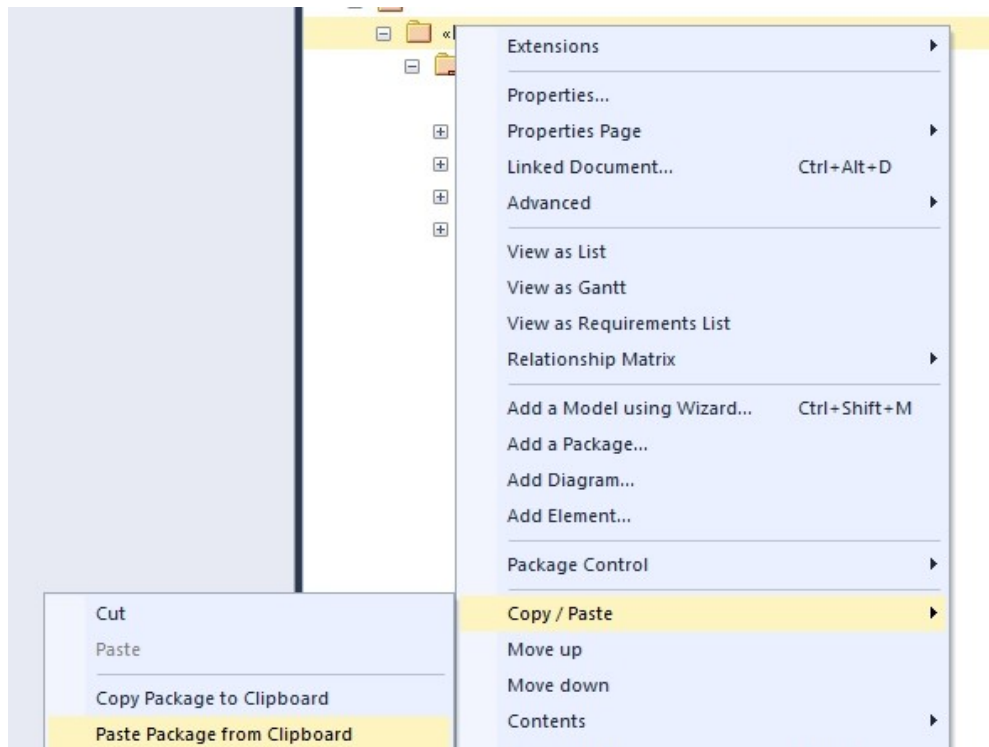 Extensions
Properties...
Properties Page
Linked Document... Ctrl+Alt+D
Advanced
View as List
View as Gantt
View as Requirements List
Relationship Matrix
Add a Model using Wizard... Ctrl+Shift+M
Add a Package...
Add Diagram...
Add Element...
Package Control
Copy / Paste
Move up
Move down
Contents
Cut
Paste
Copy Package to Clipboard
Paste Package from Clipboard